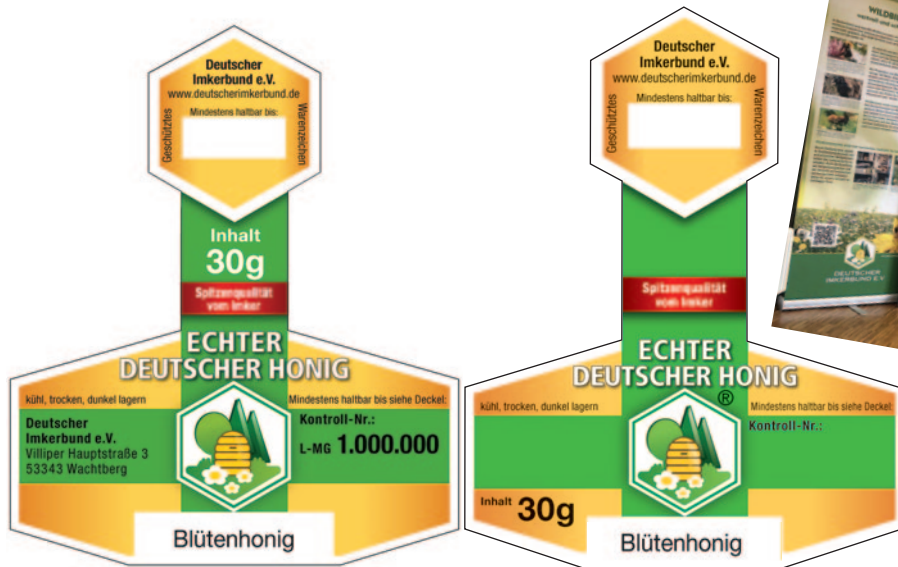 Deutscher
Imkerbund e.V.
www.deutscherimkerbund.de
Mindestens haltbar bis:
Geschütztes
Warenzeichen
Inhalt
30g
Spitzenqualität
vom Imker
ECHTER
DEUTSCHER HONIG
kühl, trocken, dunkel lagern
Mindestens haltbar bis siehe Deckel:
Deutscher
Imkerbund e.V.
Villiper Hauptstraße 3
53343 Wachtberg
Kontroll-Nr.:
L-MG 1.000.000
Blütenhonig
Deutscher
Imkerbund e.V.
www.deutscherimkerbund.de
Mindestens haltbar bis:
Geschütztes
Warenzeichen
Spitzenqualität
vom Imker
ECHTER
DEUTSCHER HONIG
®
kühl, trocken, dunkel lagern
Mindestens haltbar bis siehe Deckel:
Kontroll-Nr.:
Inhalt 30g
Blütenhonig
DEUTSCHER
IMKERBUND E.V.